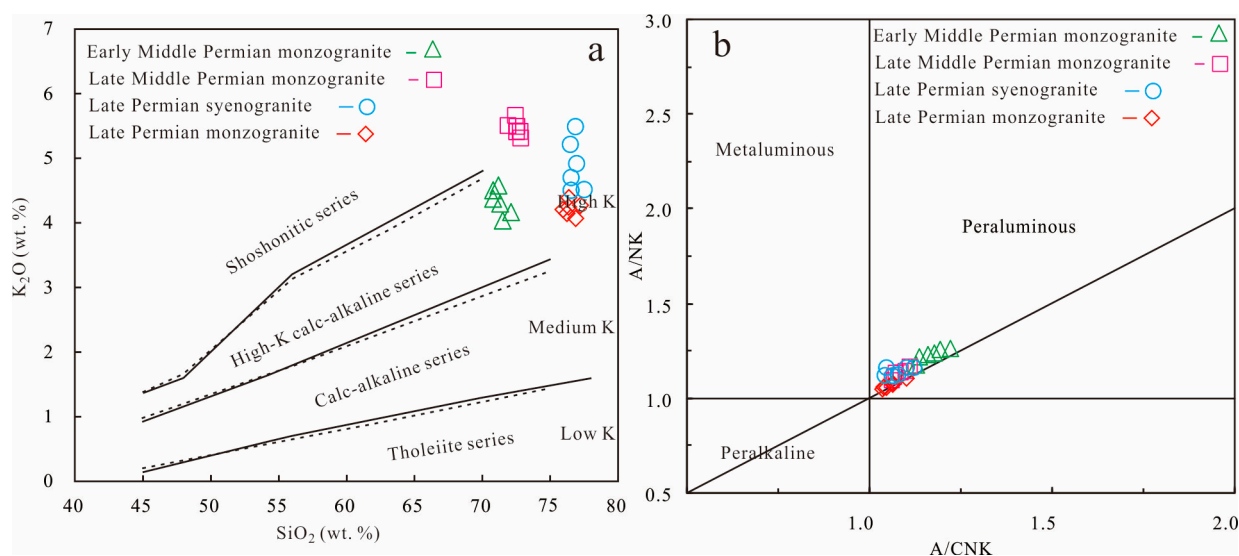 a
Early Middle Permian monzogranite
Late Middle Permian monzogranite
Late Permian syenogranite
Late Permian monzogranite
Shoshonitic series
High-K calc-alkaline series
Calc-alkaline series
Tholeiite series
High K
Medium K
Low K
K₂O (wt. %)
7
6
5
4
3
2
1
0
40 45 50 55 60 65 70 75 80
SiO₂ (wt. %)
b
Early Middle Permian monzogranite
Late Middle Permian monzogranite
Late Permian syenogranite
Late Permian monzogranite
Metaluminous
Peraluminous
Peralkaline
A/NK
3.0
2.5
2.0
1.5
1.0
0.5
1.0 1.5 2.0
A/CNK